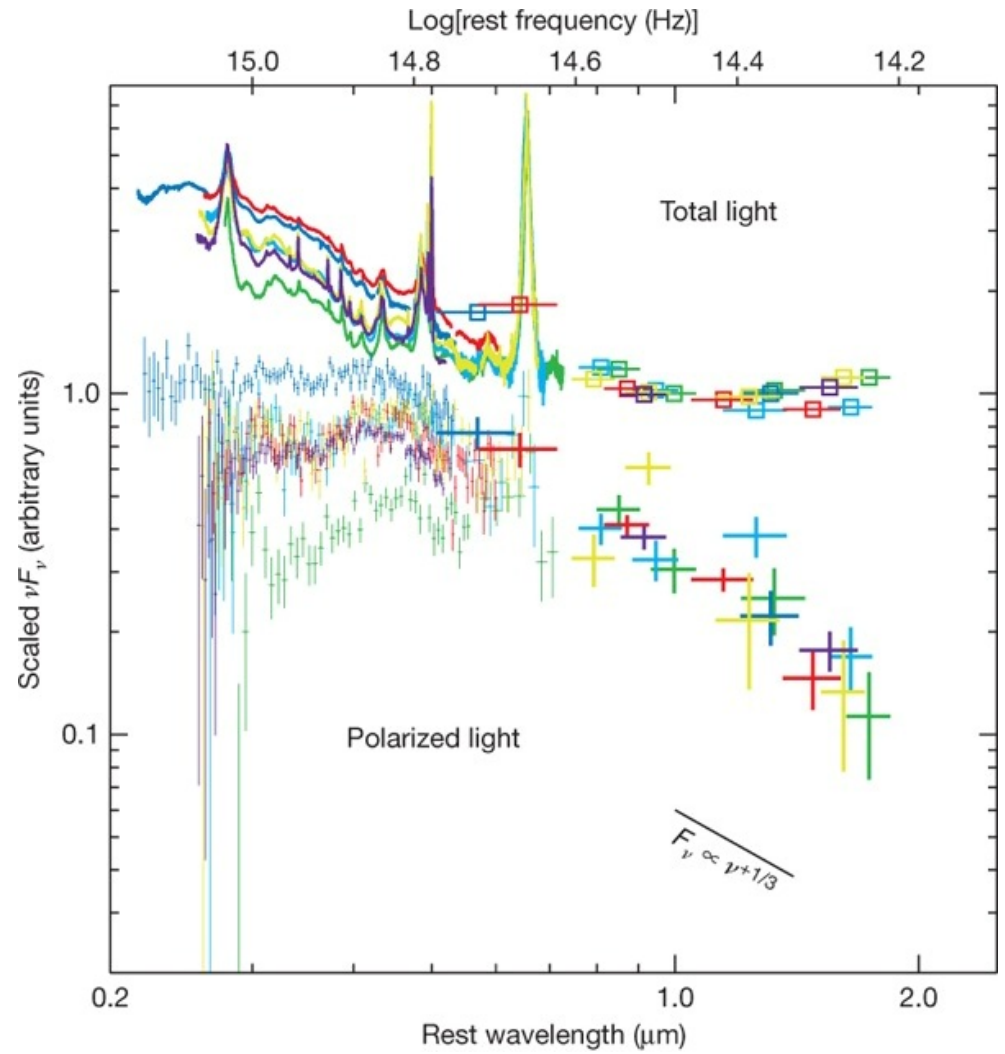 Log[rest frequency (Hz)]
15.0 14.8 14.6 14.4 14.2
Total light
Scaled νFν (arbitrary units)
1.0
0.1
Polarized light
Fν ∝ ν+1/3
0.2 1.0 2.0
Rest wavelength (μm)